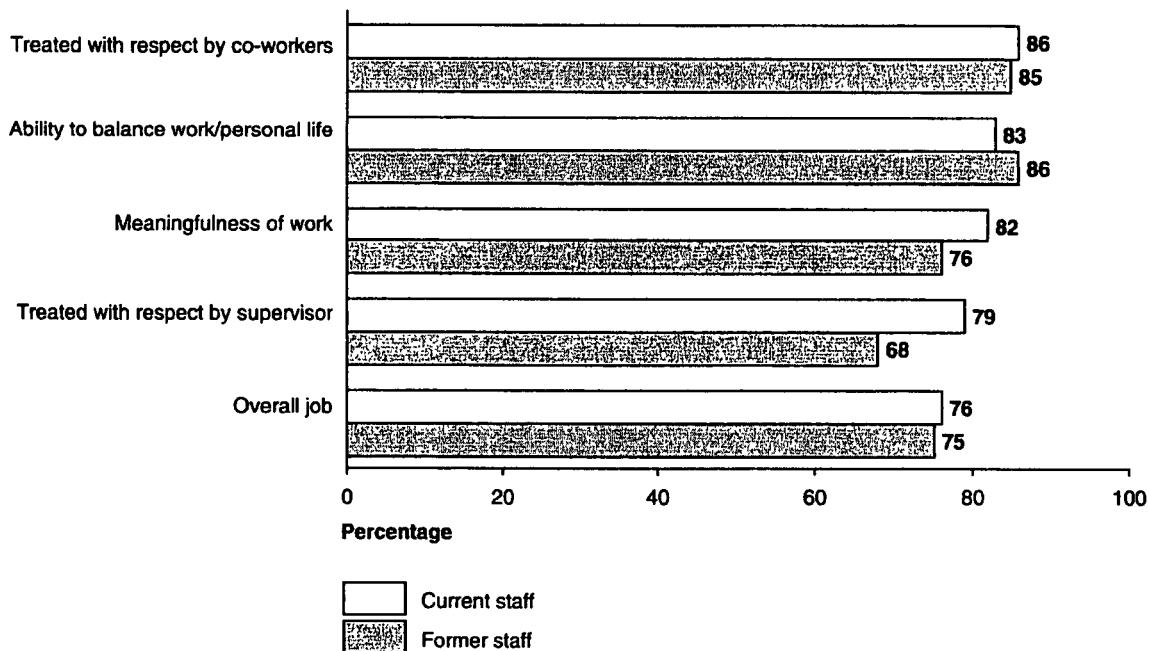 Treated with respect by co-workers
86
85
Ability to balance work/personal life
83
86
Meaningfulness of work
82
76
Treated with respect by supervisor
79
68
Overall job
76
75
0 20 40 60 80 100
Percentage
Current staff
Former staff